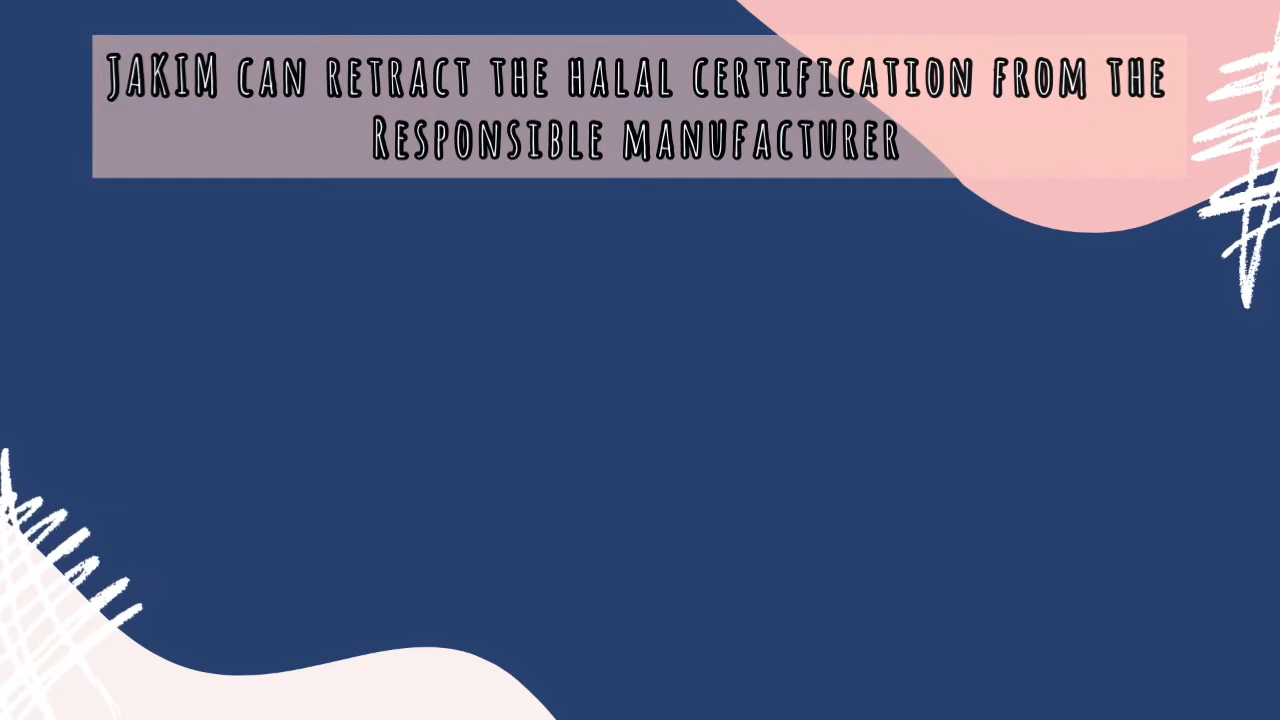 JAKIM can retract the halal certification from the
Responsible manufacturer